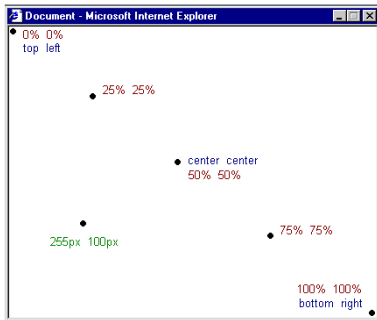 Document - Microsoft Internet Explorer
0% 0%
top left
25% 25%
center center
50% 50%
75% 75%
255px 100px
100% 100%
bottom right